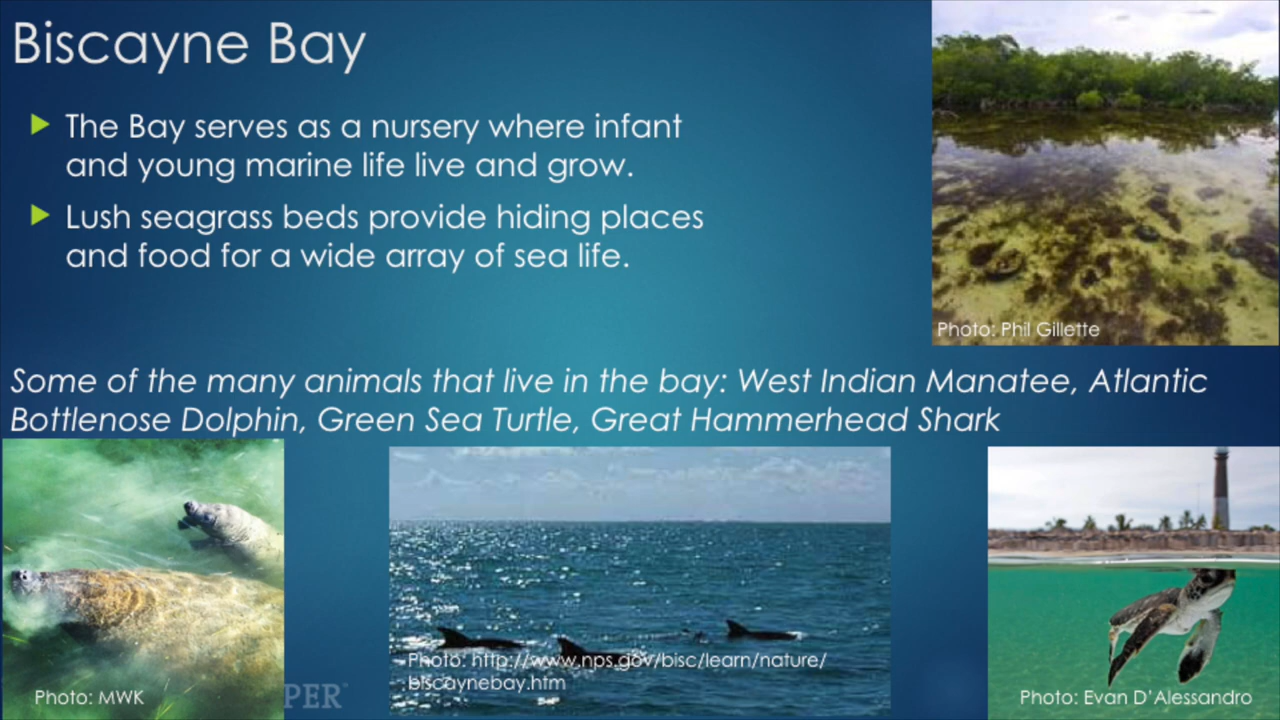 Biscayne Bay
The Bay serves as a nursery where infant
and young marine life live and grow.
Lush seagrass beds provide hiding places
and food for a wide array of sea life.
Photo: Phil Gillette
Some of the many animals that live in the bay: West Indian Manatee, Atlantic
Bottlenose Dolphin, Green Sea Turtle, Great Hammerhead Shark
Photo: MWK
PER™
Photo: http://www.nps.gov/bisc/learn/nature/
biscaynebay.htm
Photo: Evan D'Alessandro